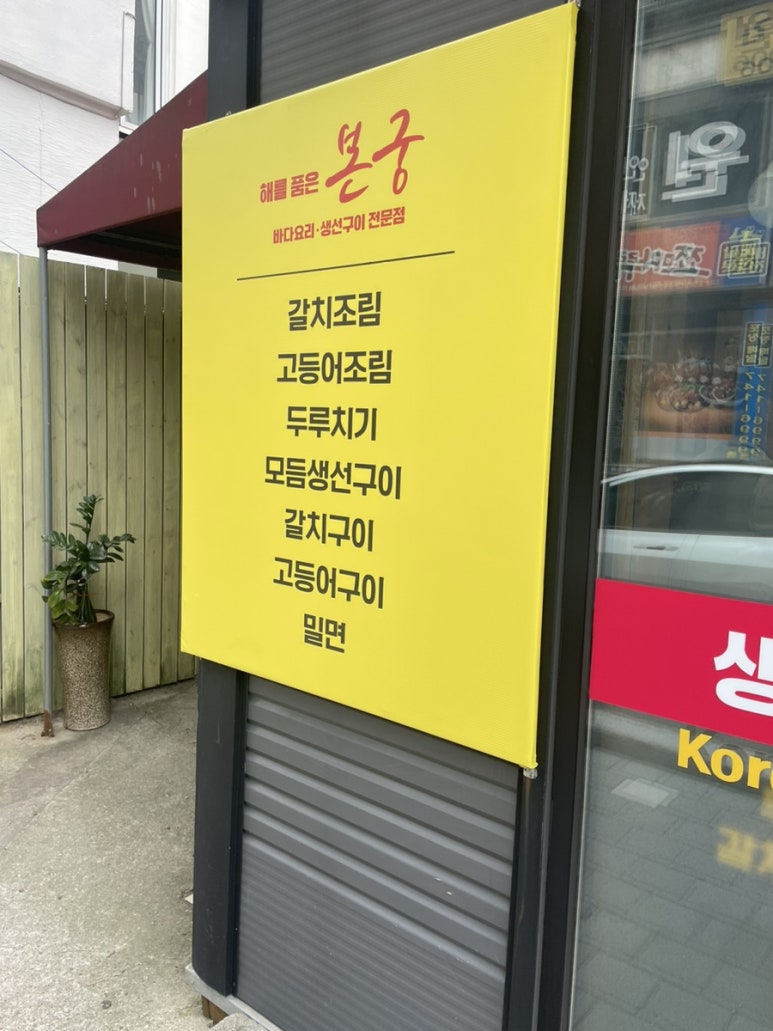 해를 품은 본궁
바다요리·생선구이 전문점
갈치조림
고등어조림
두루치기
모듬생선구이
갈치구이
고등어구이
밀면
생
Kor